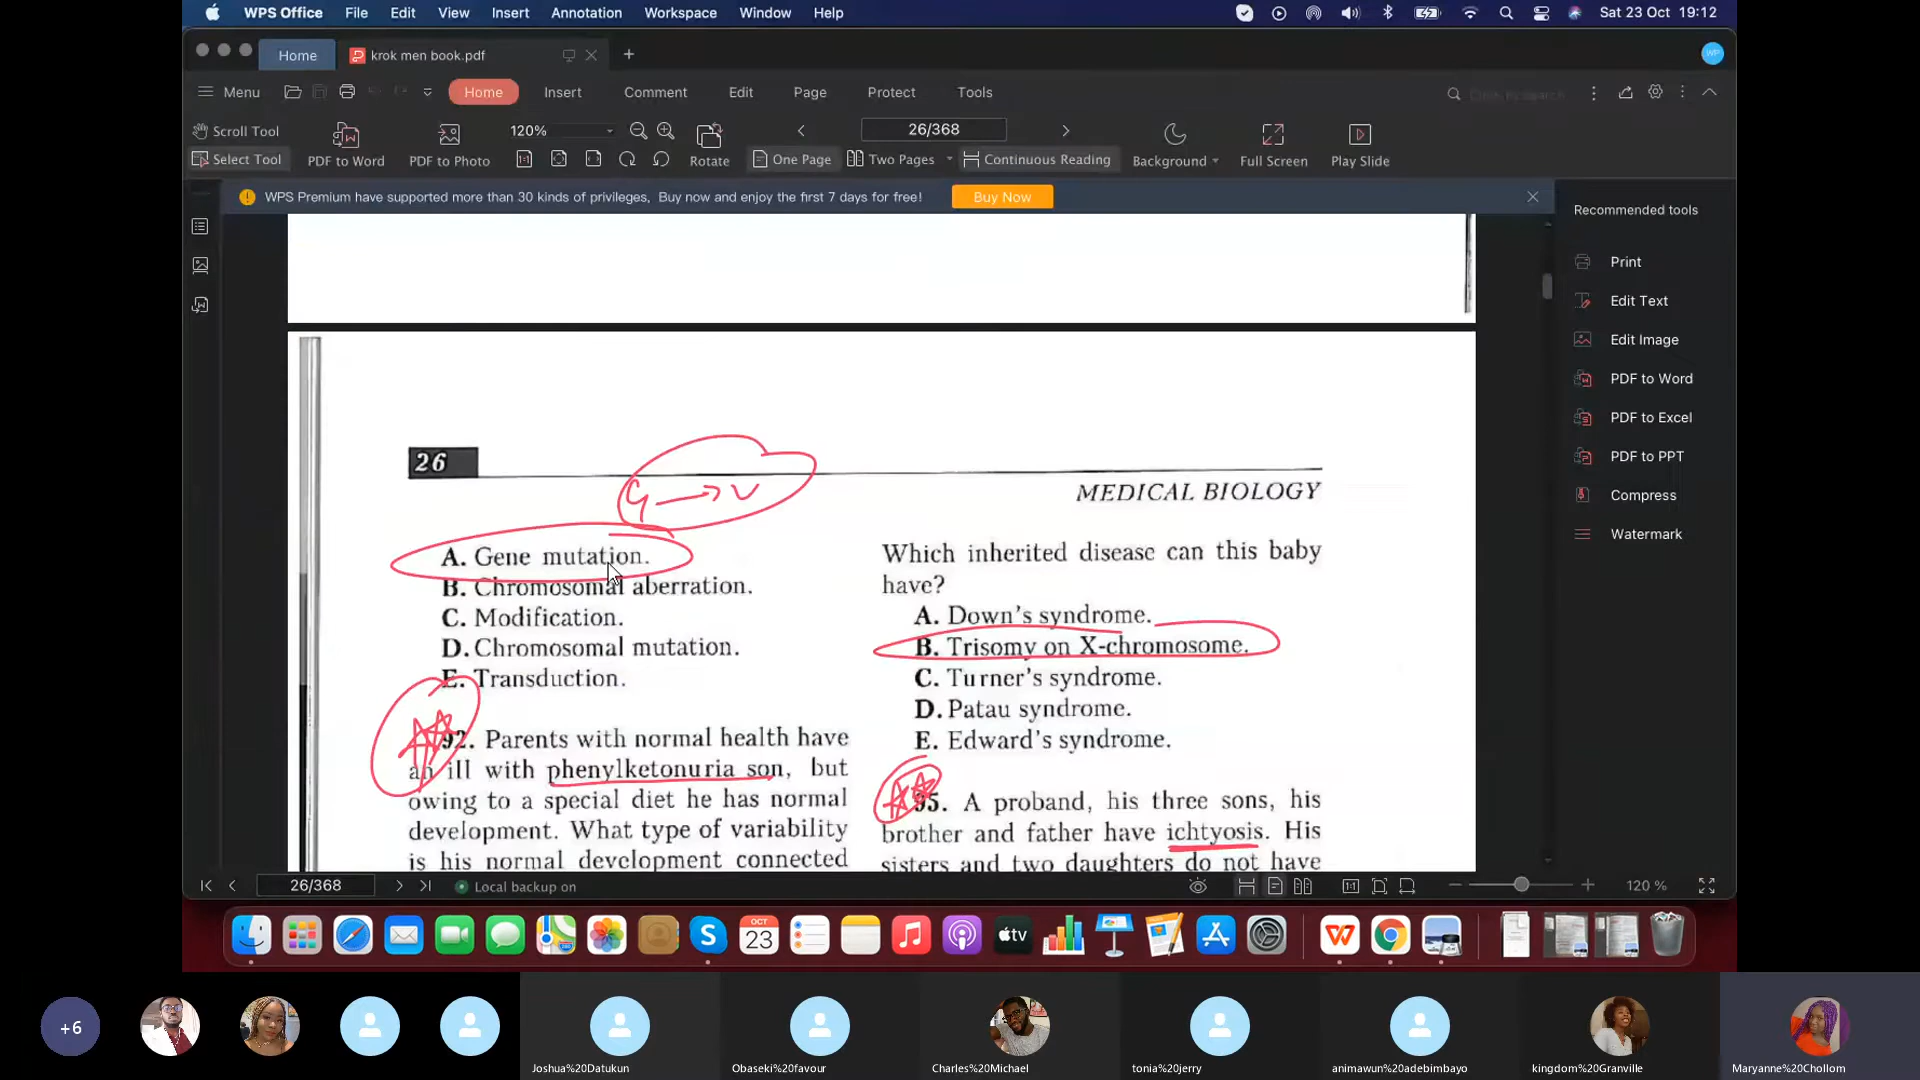 WPS Office File Edit View Insert Annotation Workspace Window Help Sat 23 Oct 19:12
Home krok men book.pdf
WP
Menu Home Insert Comment Edit Page Protect Tools
Scroll Tool
Select Tool
PDF to Word
PDF to Photo
120%
Rotate
26/368
One Page Two Pages Continuous Reading
Background
Full Screen
Play Slide
WPS Premium have supported more than 30 kinds of privileges, Buy now and enjoy the first 7 days for free! Buy Now
Recommended tools
Print
Edit Text
Edit Image
PDF to Word
PDF to Excel
PDF to PPT
Compress
Watermark
26
G → V
MEDICAL BIOLOGY
A. Gene mutation.
B. Chromosomal aberration.
C. Modification.
D. Chromosomal mutation.
E. Transduction.
92. Parents with normal health have
an ill with phenylketonuria son, but
owing to a special diet he has normal
development. What type of variability
is his normal development connected
Which inherited disease can this baby
have?
A. Down's syndrome.
B. Trisomy on X-chromosome.
C. Turner's syndrome.
D. Patau syndrome.
E. Edward's syndrome.
95. A proband, his three sons, his
brother and father have ichtyosis. His
sisters and two daughters do not have
26/368 Local backup on 120 %
OCT
23
tv
+6
Joshua%20Datukun
Obaseki%20favour
Charles%20Michael
tonia%20jerry
animawun%20adebimbayo
kingdom%20Granville
Maryanne%20Chollom